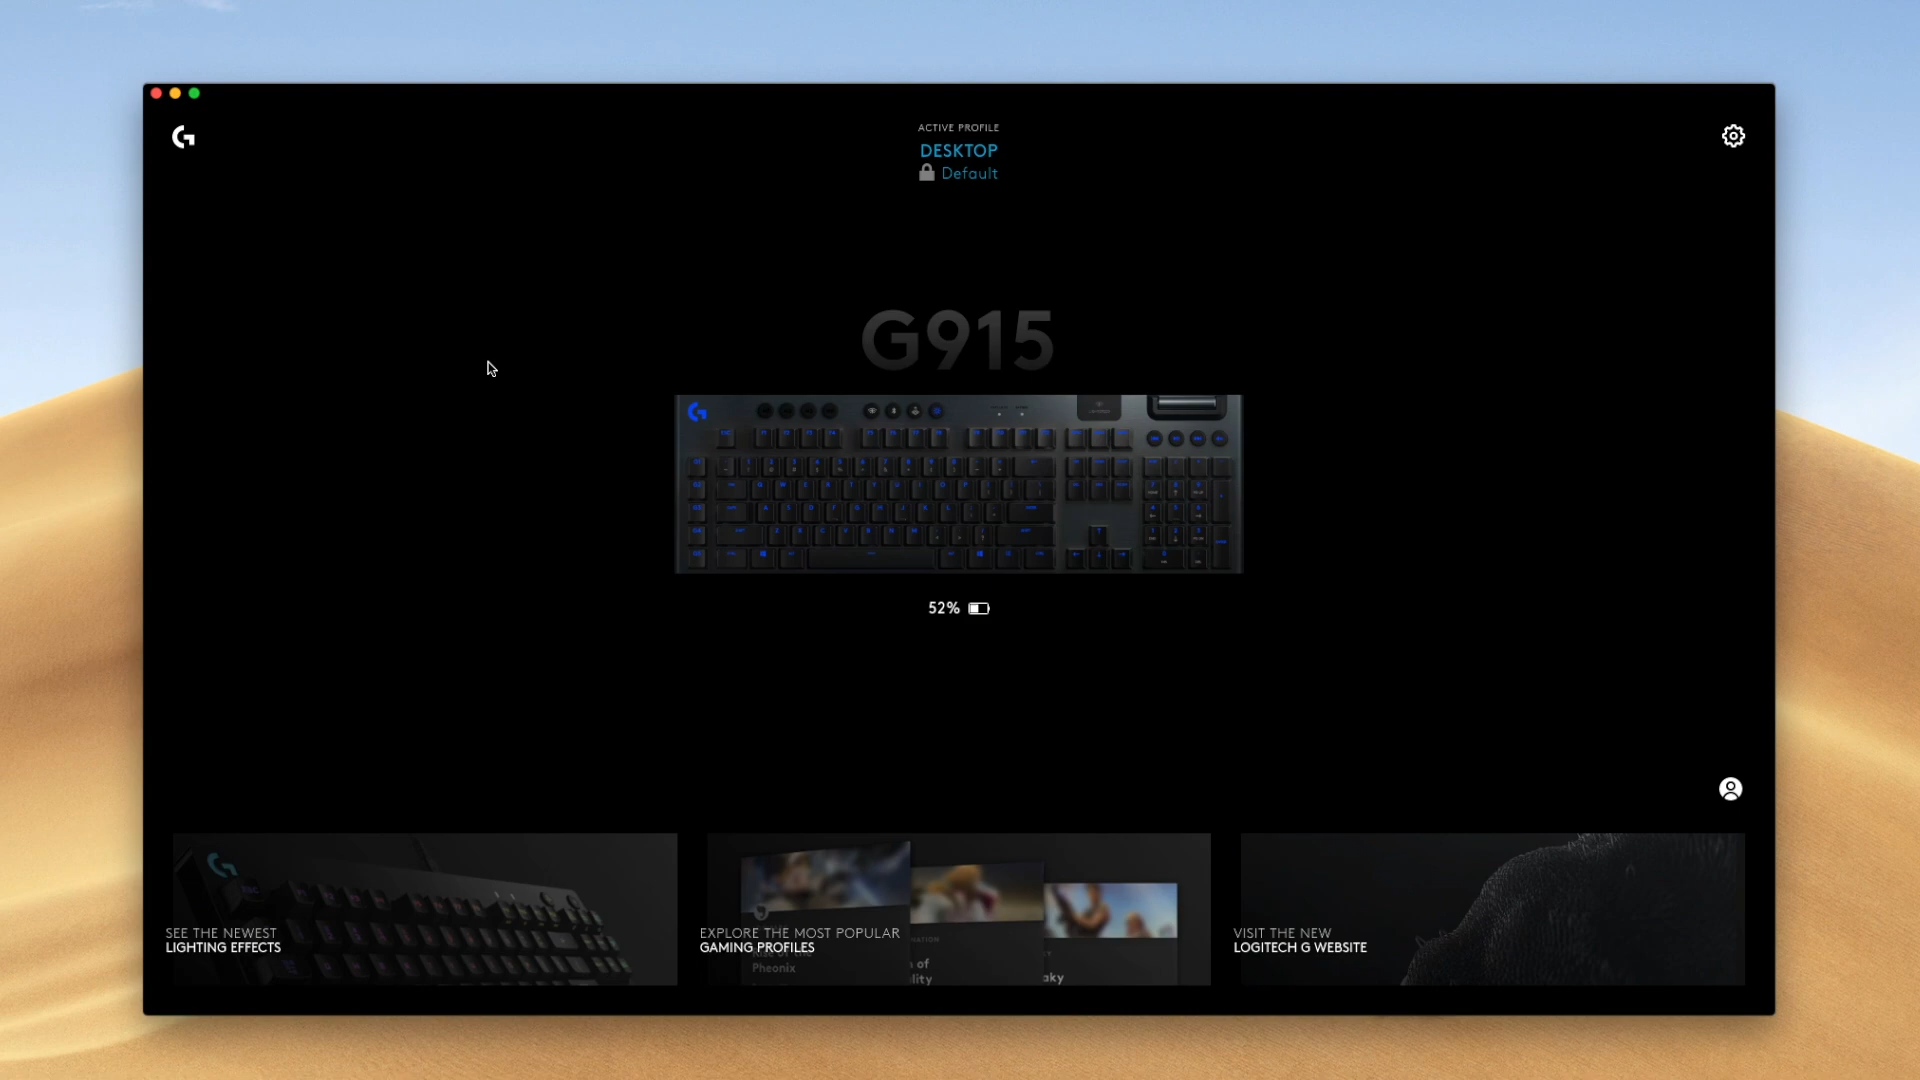 ACTIVE PROFILE
DESKTOP
Default
G915
52%
SEE THE NEWEST
LIGHTING EFFECTS
EXPLORE THE MOST POPULAR
GAMING PROFILES
Pheonix
VISIT THE NEW
LOGITECH G WEBSITE